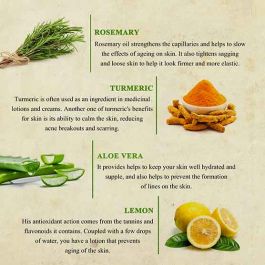 ROSEMARY
Rosemary oil strengthens the capillaries and helps to slow
the effects of ageing on skin. It also tightens sagging
and loose skin to help it look firmer and more elastic.
TURMERIC
Turmeric is often used as an ingredient in medicinal
lotions and creams. Another one of turmeric's benefits
for skin is its ability to calm the skin, reducing
acne breakouts and scarring.
ALOE VERA
It provides helps to keep your skin well hydrated and
supple, and also helps to prevent the formation
of lines on the skin.
LEMON
His antioxidant action comes from the tannins and
flavonoids it contains. Coupled with a few drops
of water, you have a lotion that prevents
aging of the skin.